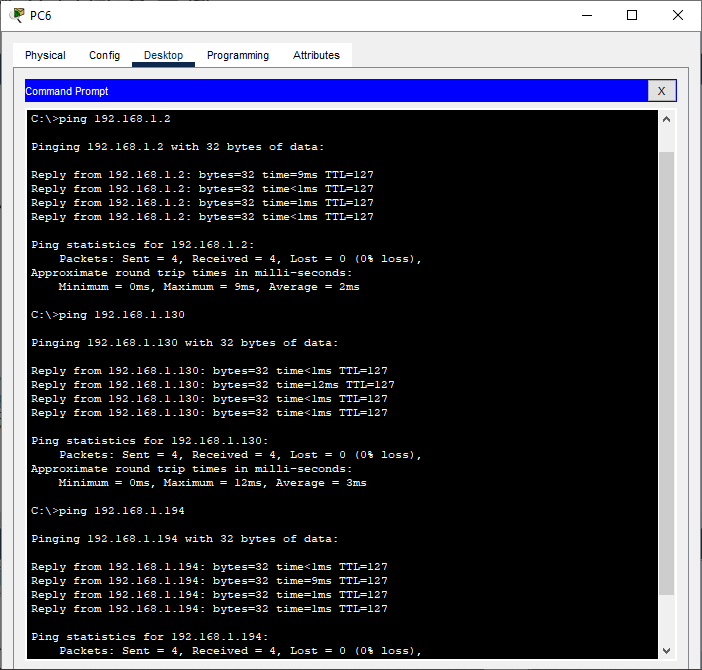 PC6
Physical Config Desktop Programming Attributes
Command Prompt X
C:\>ping 192.168.1.2
Pinging 192.168.1.2 with 32 bytes of data:
Reply from 192.168.1.2: bytes=32 time=9ms TTL=127
Reply from 192.168.1.2: bytes=32 time<1ms TTL=127
Reply from 192.168.1.2: bytes=32 time=1ms TTL=127
Reply from 192.168.1.2: bytes=32 time<1ms TTL=127
Ping statistics for 192.168.1.2:
Packets: Sent = 4, Received = 4, Lost = 0 (0% loss),
Approximate round trip times in milli-seconds:
Minimum = 0ms, Maximum = 9ms, Average = 2ms
C:\>ping 192.168.1.130
Pinging 192.168.1.130 with 32 bytes of data:
Reply from 192.168.1.130: bytes=32 time<1ms TTL=127
Reply from 192.168.1.130: bytes=32 time=12ms TTL=127
Reply from 192.168.1.130: bytes=32 time<1ms TTL=127
Reply from 192.168.1.130: bytes=32 time<1ms TTL=127
Ping statistics for 192.168.1.130:
Packets: Sent = 4, Received = 4, Lost = 0 (0% loss),
Approximate round trip times in milli-seconds:
Minimum = 0ms, Maximum = 12ms, Average = 3ms
C:\>ping 192.168.1.194
Pinging 192.168.1.194 with 32 bytes of data:
Reply from 192.168.1.194: bytes=32 time<1ms TTL=127
Reply from 192.168.1.194: bytes=32 time=9ms TTL=127
Reply from 192.168.1.194: bytes=32 time=1ms TTL=127
Reply from 192.168.1.194: bytes=32 time=1ms TTL=127
Ping statistics for 192.168.1.194:
Packets: Sent = 4, Received = 4, Lost = 0 (0% loss),